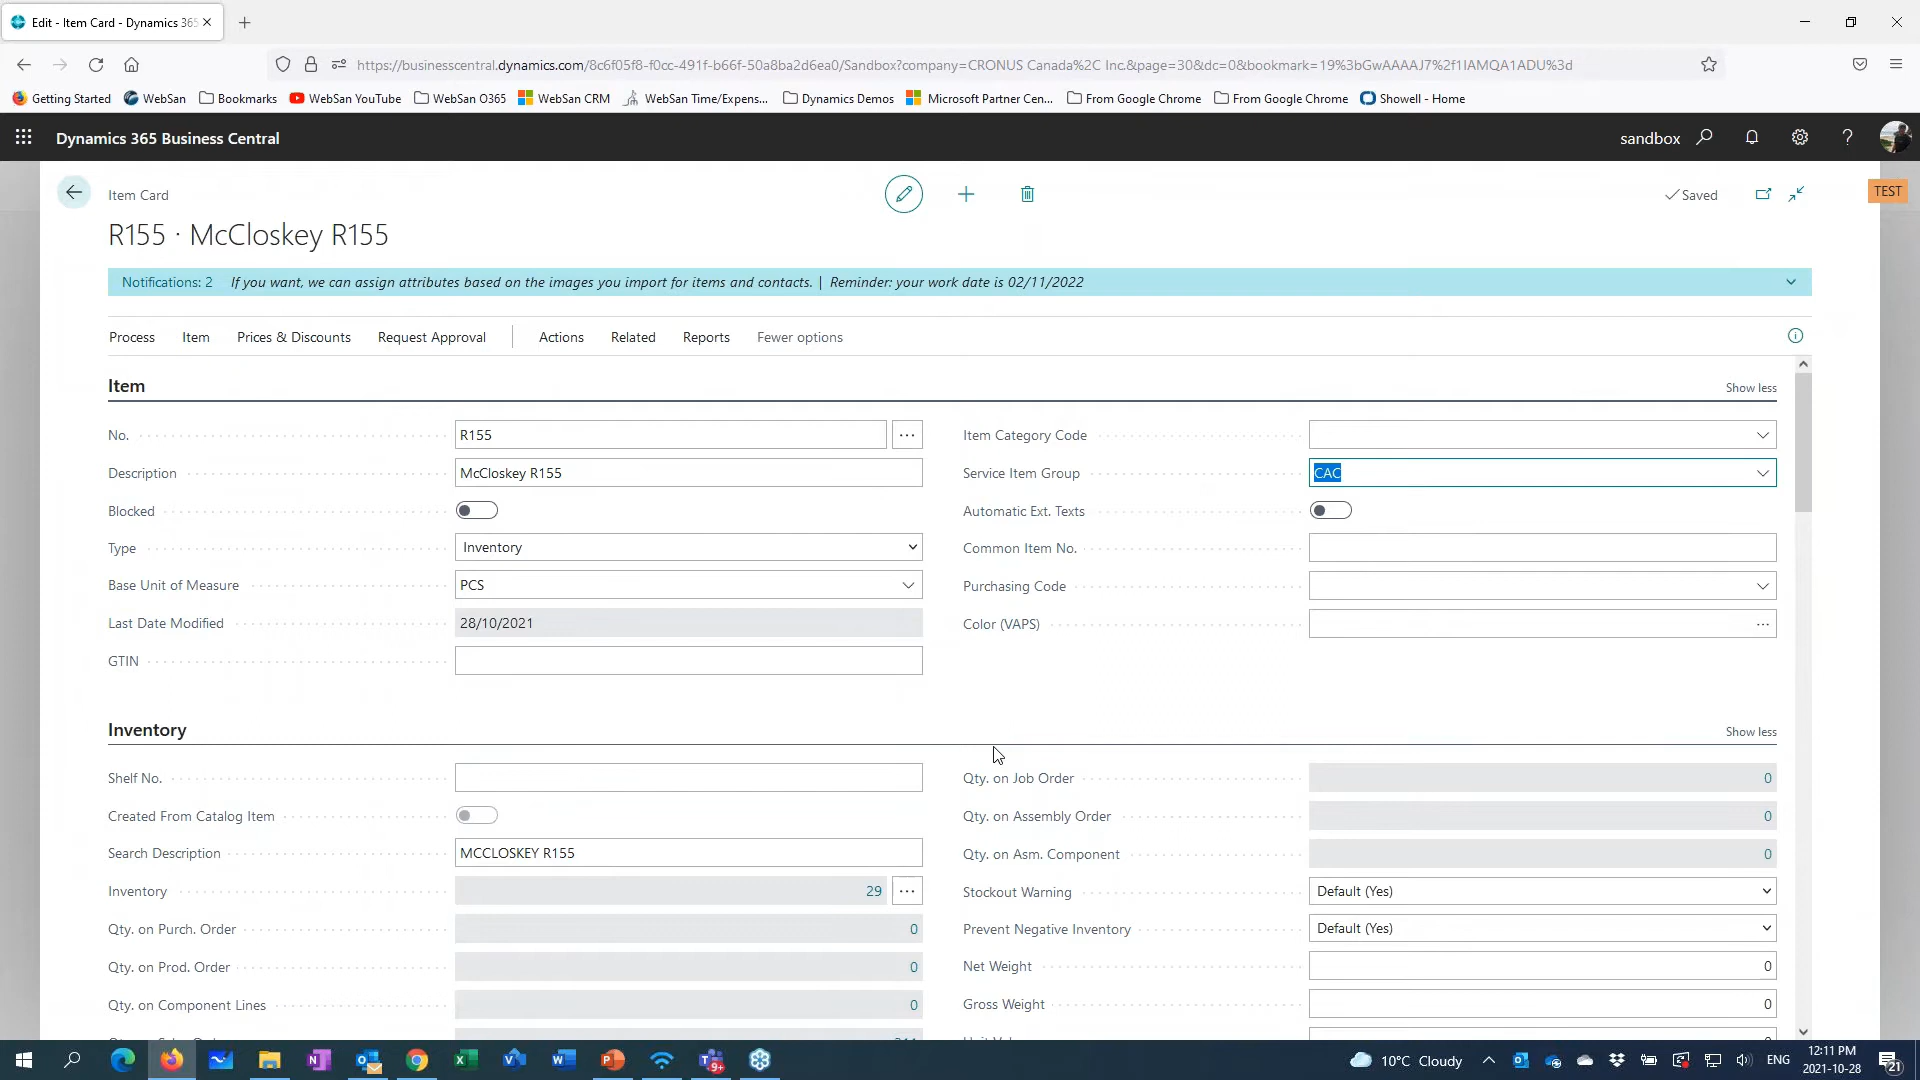 Edit - Item Card - Dynamics 365
https://businesscentral.dynamics.com/8c6f05f8-f0cc-491f-b66f-50a8ba2d6ea0/Sandbox?company=CRONUS Canada%2C Inc.&page=30&dc=0&bookmark=19%3bGwAAAAJ7%2f1IAMQA1ADU%3d
Getting Started WebSan Bookmarks WebSan YouTube WebSan O365 WebSan CRM WebSan Time/Expens... Dynamics Demos Microsoft Partner Cen... From Google Chrome From Google Chrome Showell - Home
Dynamics 365 Business Central sandbox ?
Item Card Saved TEST
R155 · McCloskey R155
Notifications: 2 If you want, we can assign attributes based on the images you import for items and contacts. | Reminder: your work date is 02/11/2022
Process Item Prices & Discounts Request Approval Actions Related Reports Fewer options
Item Show less
No. R155 ... Item Category Code
Description McCloskey R155 Service Item Group CAC
Blocked Automatic Ext. Texts
Type Inventory Common Item No.
Base Unit of Measure PCS Purchasing Code
Last Date Modified 28/10/2021 Color (VAPS) ...
GTIN
Inventory Show less
Shelf No. Qty. on Job Order 0
Created From Catalog Item Qty. on Assembly Order 0
Search Description MCCLOSKEY R155 Qty. on Asm. Component 0
Inventory 29 ... Stockout Warning Default (Yes)
Qty. on Purch. Order 0 Prevent Negative Inventory Default (Yes)
Qty. on Prod. Order 0 Net Weight 0
Qty. on Component Lines 0 Gross Weight 0
10°C Cloudy ENG 12:11 PM
2021-10-28 21
9+